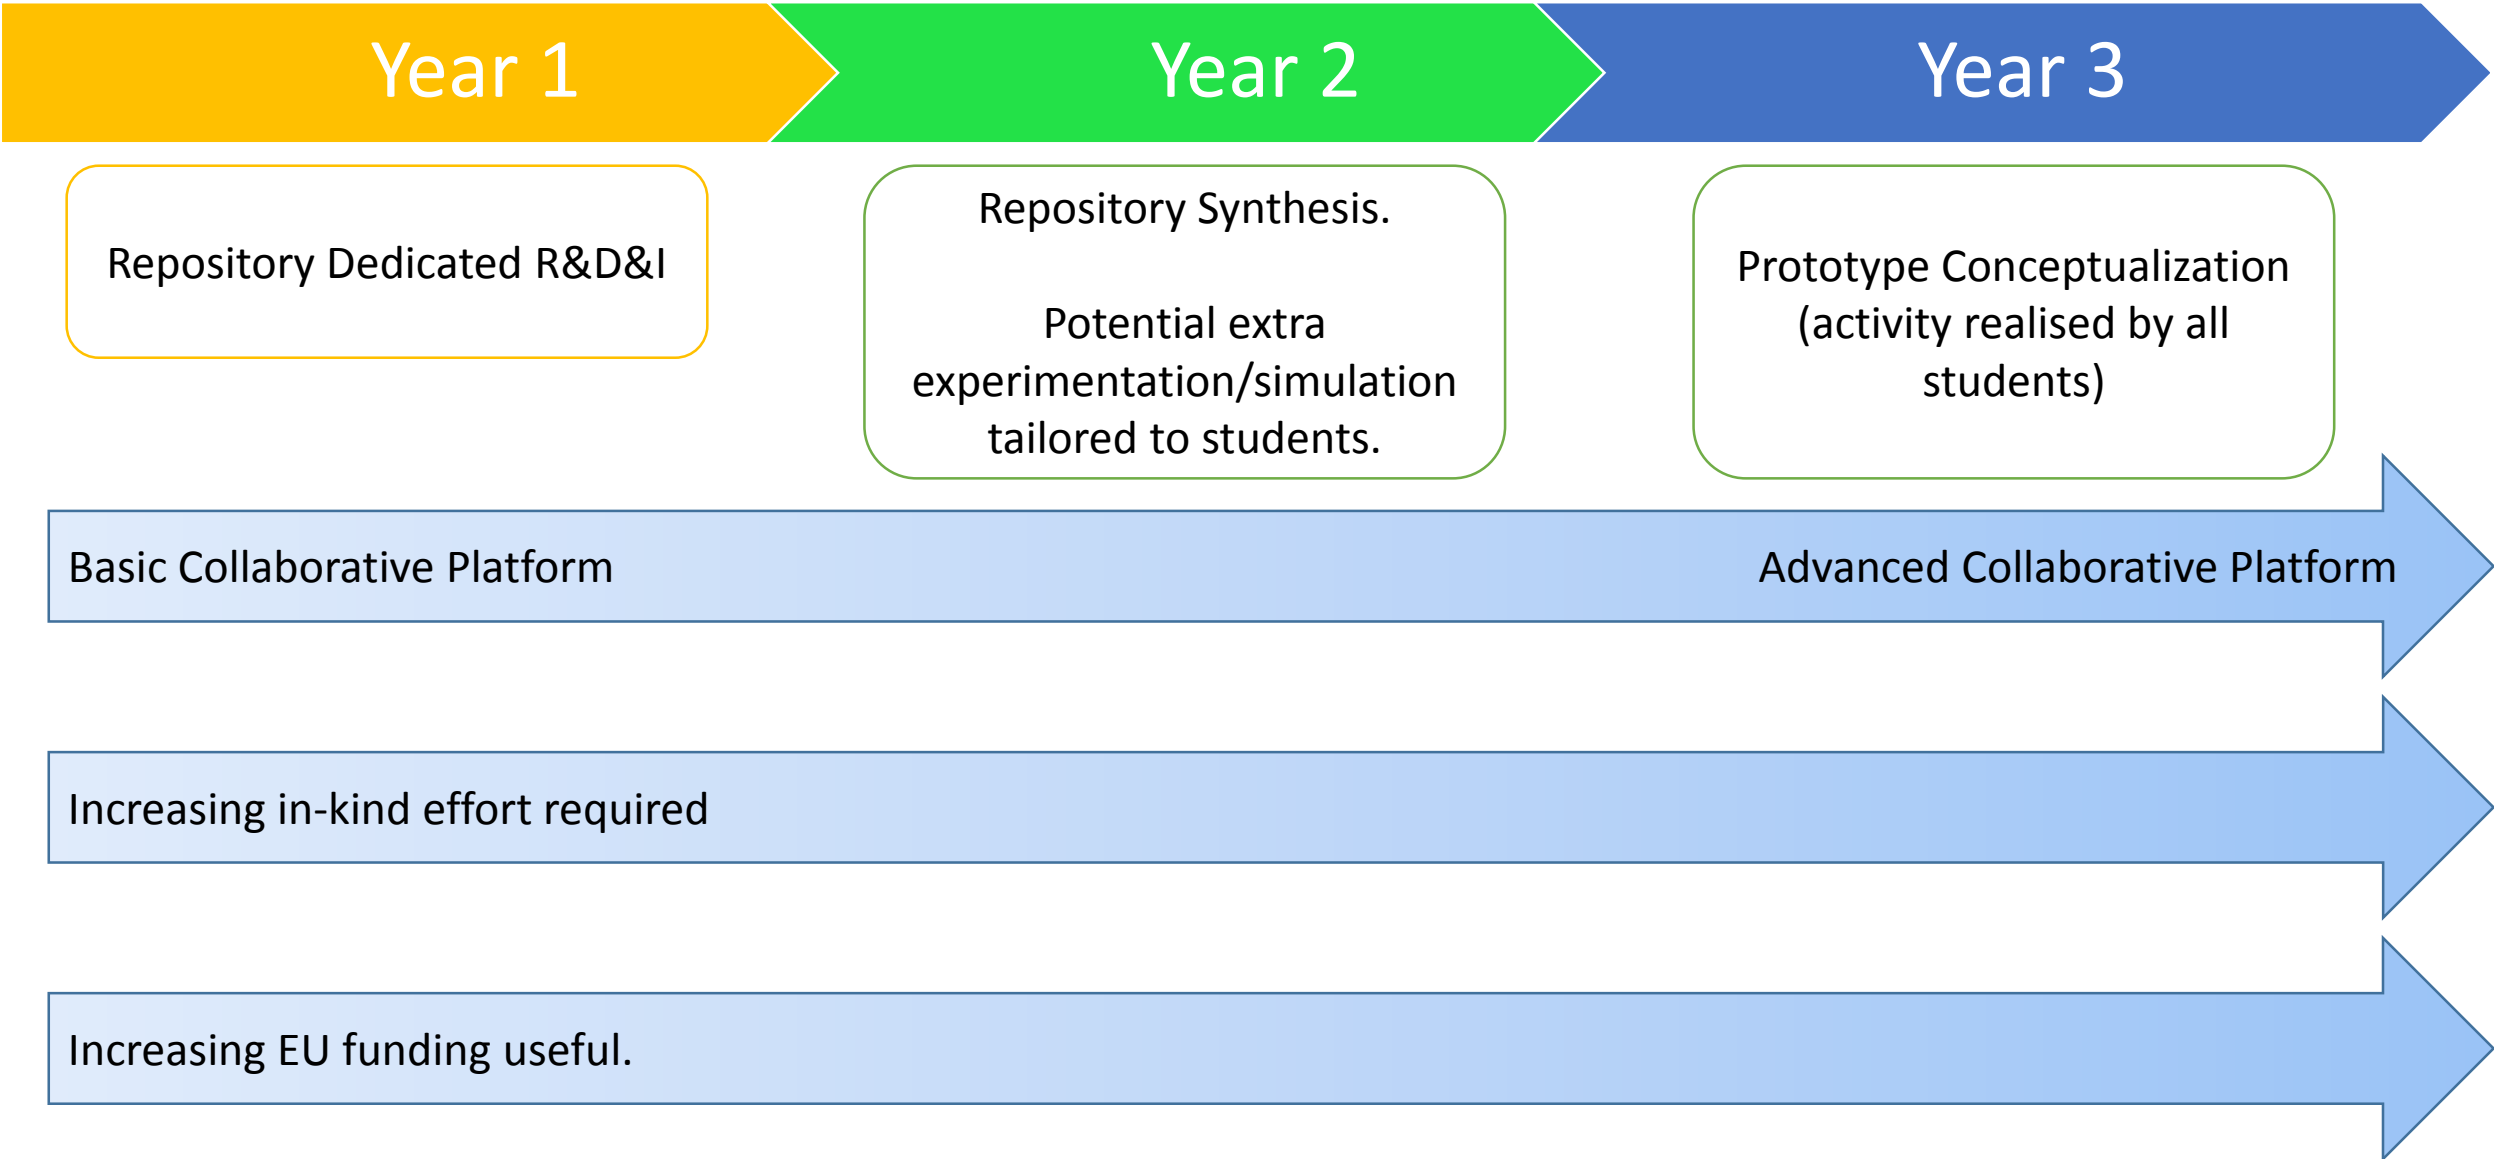 Year 1
Year 2
Year 3
Repository Dedicated R&D&I
Repository Synthesis.
Potential extra
experimentation/simulation
tailored to students.
Prototype Conceptualization
(activity realised by all
students)
Basic Collaborative Platform
Advanced Collaborative Platform
Increasing in-kind effort required
Increasing EU funding useful.